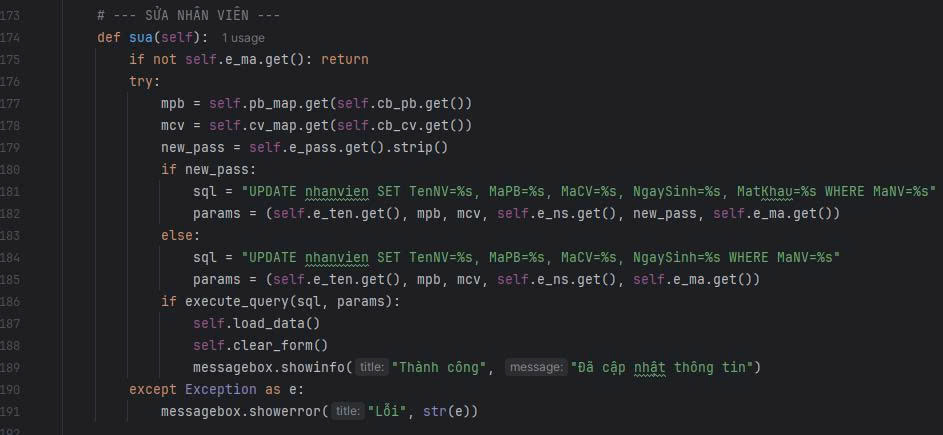 173 # --- SỬA NHÂN VIÊN ---
174 def sua(self): 1 usage
175 if not self.e_ma.get(): return
176 try:
177 mpb = self.pb_map.get(self.cb_pb.get())
178 mcv = self.cv_map.get(self.cb_cv.get())
179 new_pass = self.e_pass.get().strip()
180 if new_pass:
181 sql = "UPDATE nhanvien SET TenNV=%s, MaPB=%s, MaCV=%s, NgaySinh=%s, MatKhau=%s WHERE MaNV=%s"
182 params = (self.e_ten.get(), mpb, mcv, self.e_ns.get(), new_pass, self.e_ma.get())
183 else:
184 sql = "UPDATE nhanvien SET TenNV=%s, MaPB=%s, MaCV=%s, NgaySinh=%s WHERE MaNV=%s"
185 params = (self.e_ten.get(), mpb, mcv, self.e_ns.get(), self.e_ma.get())
186 if execute_query(sql, params):
187 self.load_data()
188 self.clear_form()
189 messagebox.showinfo( title: "Thành công", message: "Đã cập nhật thông tin")
190 except Exception as e:
191 messagebox.showerror( title: "Lỗi", str(e))
192